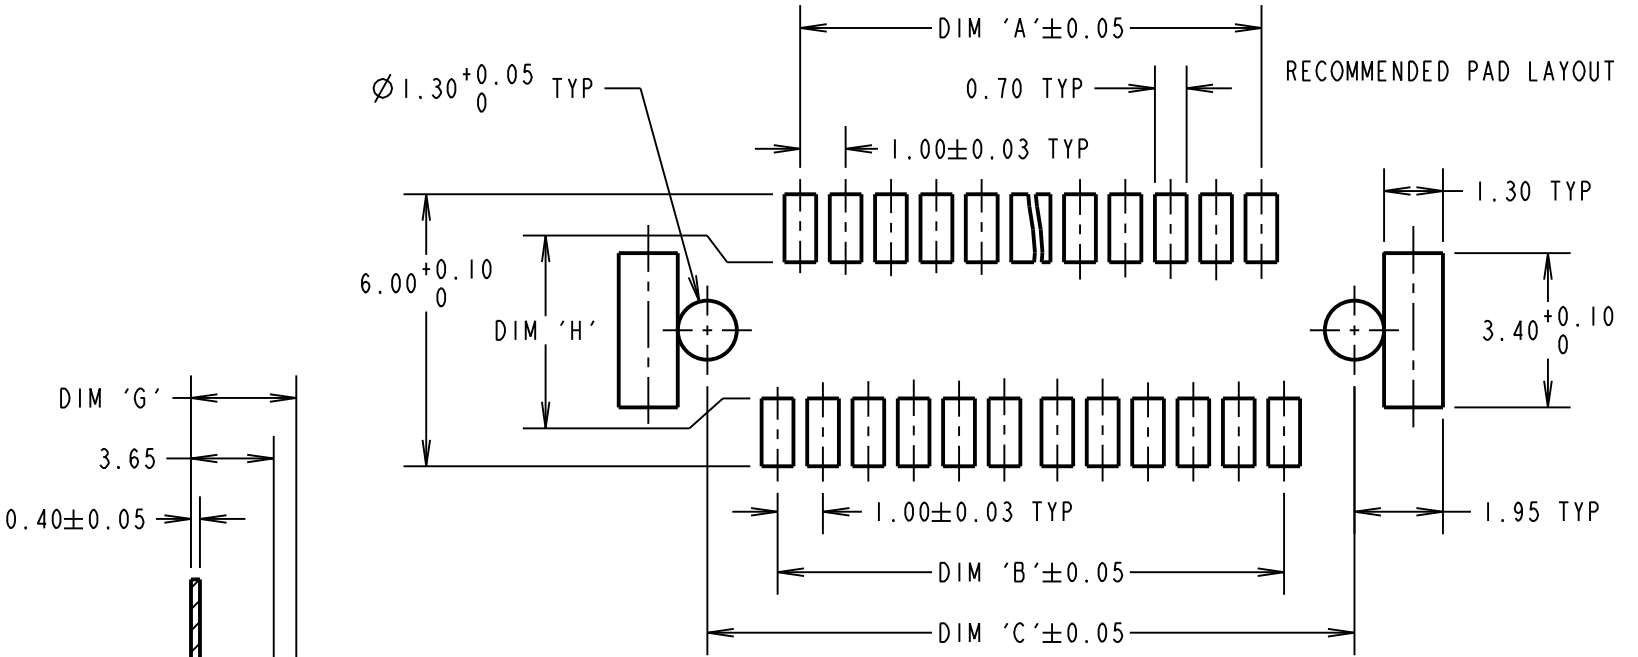 DIM 'A'±0.05
RECOMMENDED PAD LAYOUT
Ø1.30 +0.05 0 TYP
0.70 TYP
1.00±0.03 TYP
1.30 TYP
6.00 +0.10 0
DIM 'H'
3.40 +0.10 0
DIM 'G'
3.65
0.40±0.05
1.00±0.03 TYP
1.95 TYP
DIM 'B'±0.05
DIM 'C'±0.05